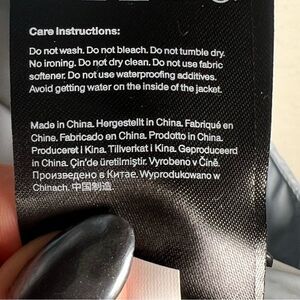 Care Instructions:
Do not wash. Do not bleach. Do not tumble dry.
No ironing. Do not dry clean. Do not use fabric
softener. Do not use waterproofing additives.
Avoid getting water on the inside of the jacket.
Made in China. Hergestellt in China. Fabriqué en
Chine. Fabricado en China. Prodotto in China.
Produceret i Kina. Tillverkat i Kina. Geproduceerd
in China. Çin'de üretilmiştir. Vyrobeno v Číně.
Произведено в Китае. Wyprodukowano w
Chinach. 中国制造.